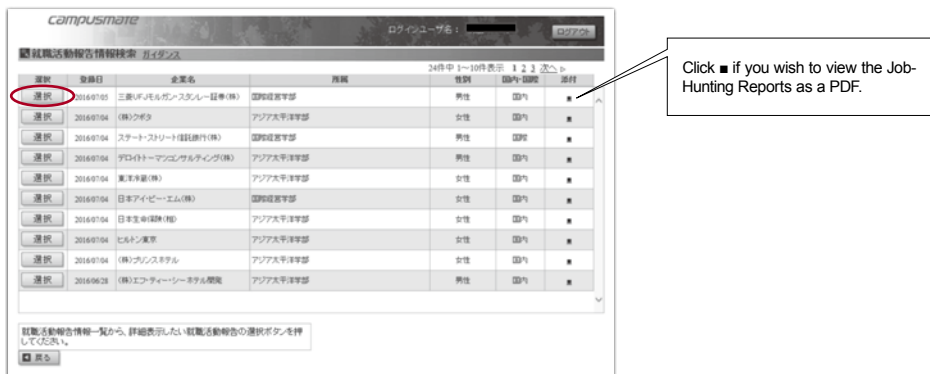 campusmate
ログインユーザ名：
ログアウト
就職活動報告情報検索 ガイダンス
24件中 1～10件表示 1 2 3 次へ
選択 登録日 企業名 所属 性別 国内・国際 添付
選択 2016/07/05 三菱UFJモルガン・スタンレー証券(株) 国際経営学部 男性 国内 ■
選択 2016/07/04 (株)クボタ アジア太平洋学部 女性 国内 ■
選択 2016/07/04 ステート・ストリート信託銀行(株) 国際経営学部 男性 国際 ■
選択 2016/07/04 デロイトトーマツコンサルティング(株) アジア太平洋学部 男性 国内 ■
選択 2016/07/04 東洋冷蔵(株) アジア太平洋学部 女性 国内 ■
選択 2016/07/04 日本アイ・ビー・エム(株) 国際経営学部 女性 国内 ■
選択 2016/07/04 日本生命保険(相) アジア太平洋学部 女性 国内 ■
選択 2016/07/04 ヒルトン東京 アジア太平洋学部 女性 国内 ■
選択 2016/07/04 (株)プリンスホテル アジア太平洋学部 女性 国内 ■
選択 2016/06/28 (株)エフ・ティー・シーホテル開発 アジア太平洋学部 男性 国内 ■
就職活動報告情報一覧から、詳細表示したい就職活動報告の選択ボタンを押
してください。
戻る
Click ■ if you wish to view the Job-
Hunting Reports as a PDF.